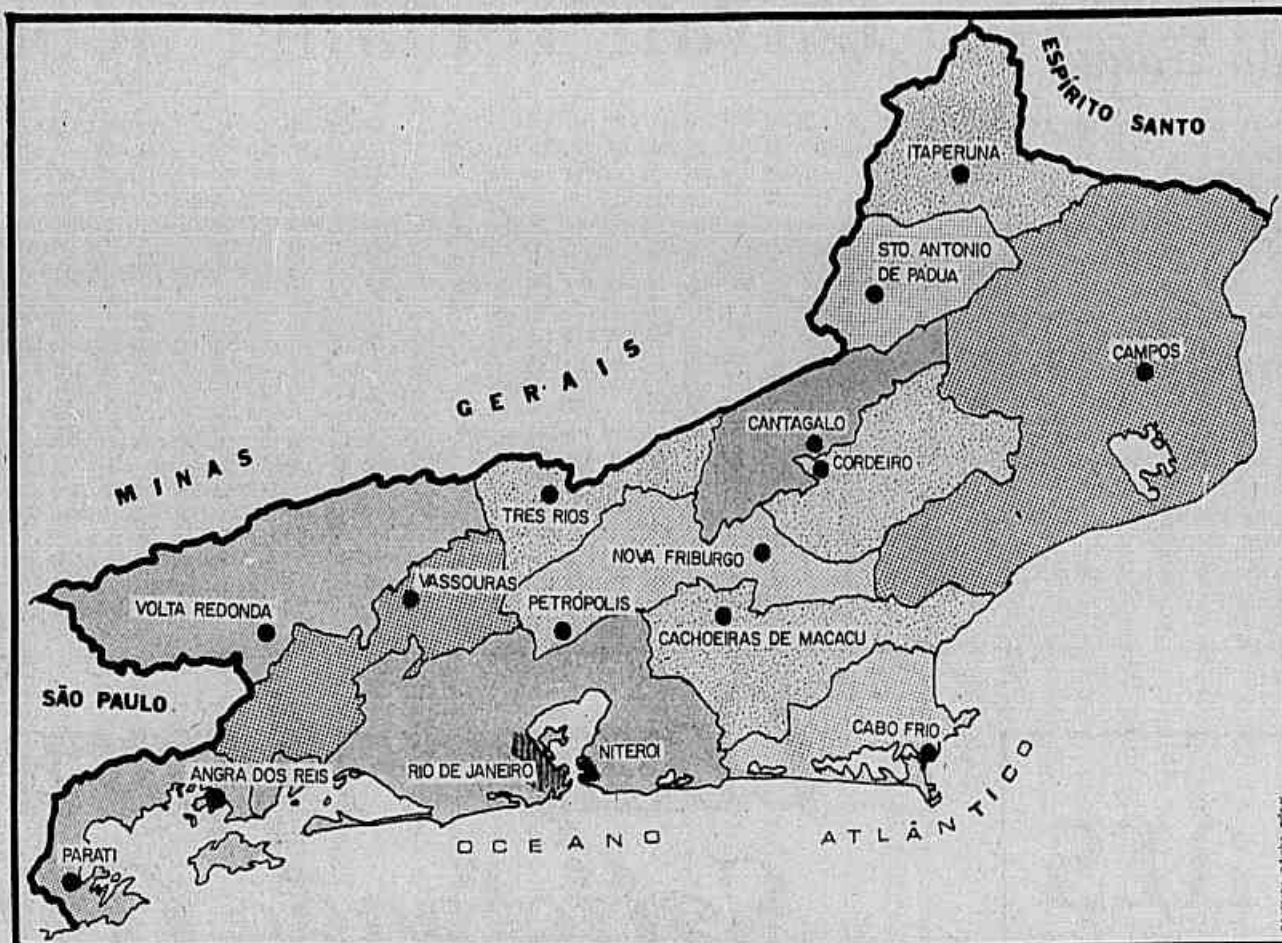 ESPÍRITO SANTO
ITAPERUNA
STO. ANTONIO
DE PÁDUA
CAMPOS
MINAS GERAIS
CANTAGALO
CORDEIRO
TRES RIOS
NOVA FRIBURGO
VASSOURAS
VOLTA REDONDA
PETRÓPOLIS
CACHOEIRAS DE MACACU
SÃO PAULO
CABO FRIO
NITEROI
RIO DE JANEIRO
ANGRA DOS REIS
PARATI
OCEANO ATLÂNTICO